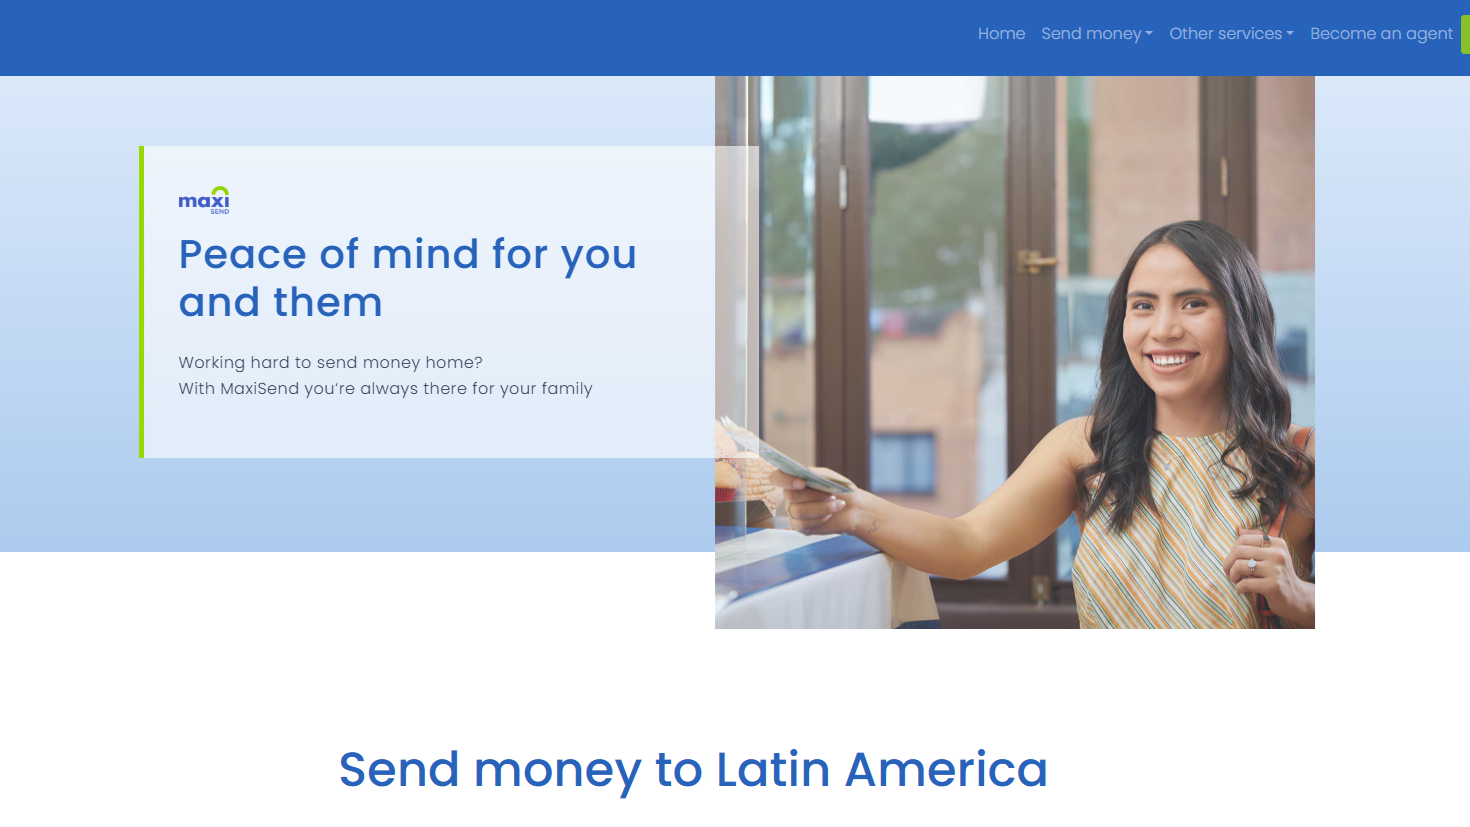 Home Send money Other services Become an agent
maxi
SEND
Peace of mind for you
and them
Working hard to send money home?
With MaxiSend you're always there for your family
Send money to Latin America